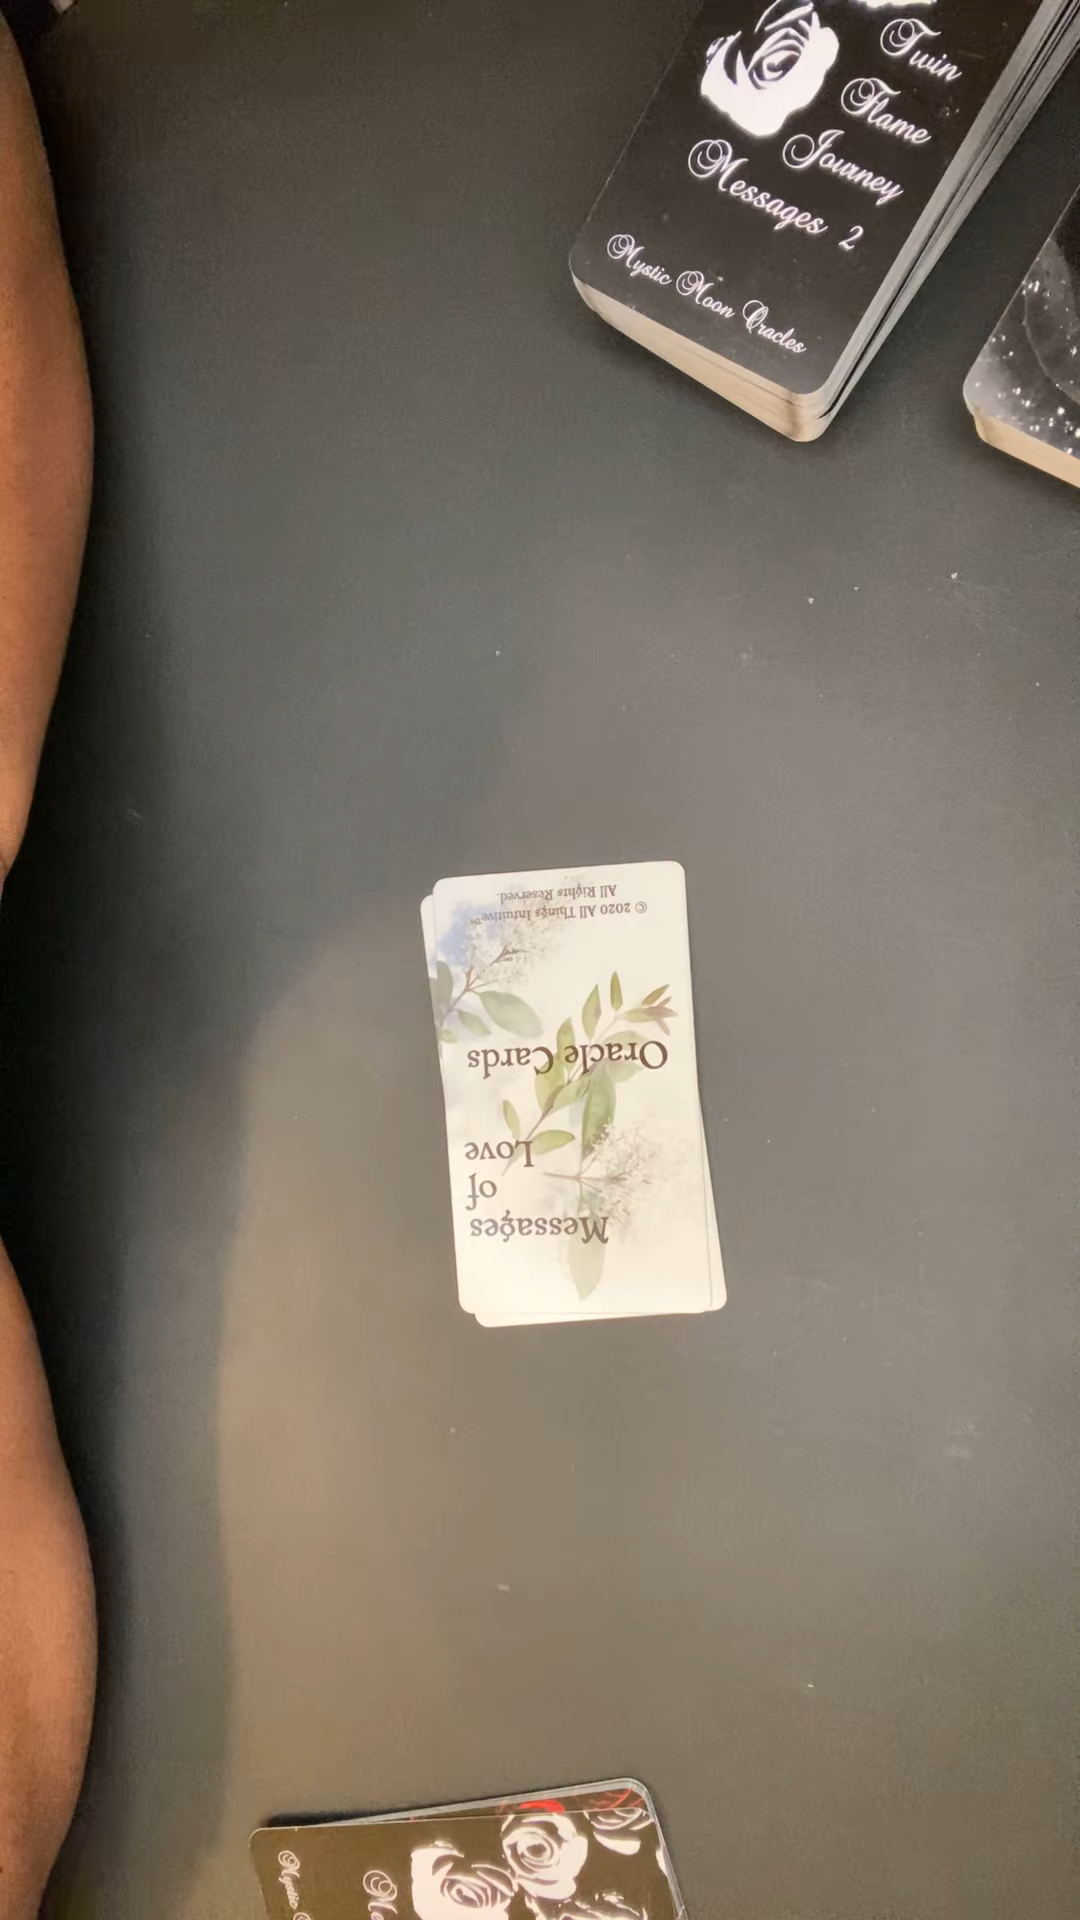 Twin
Flame
Journey
Messages 2
Mystic Moon Oracles
Messages
of
Love
Oracle Cards
© 2020 All Things Intuitive™
All Rights Reserved.
Mystic